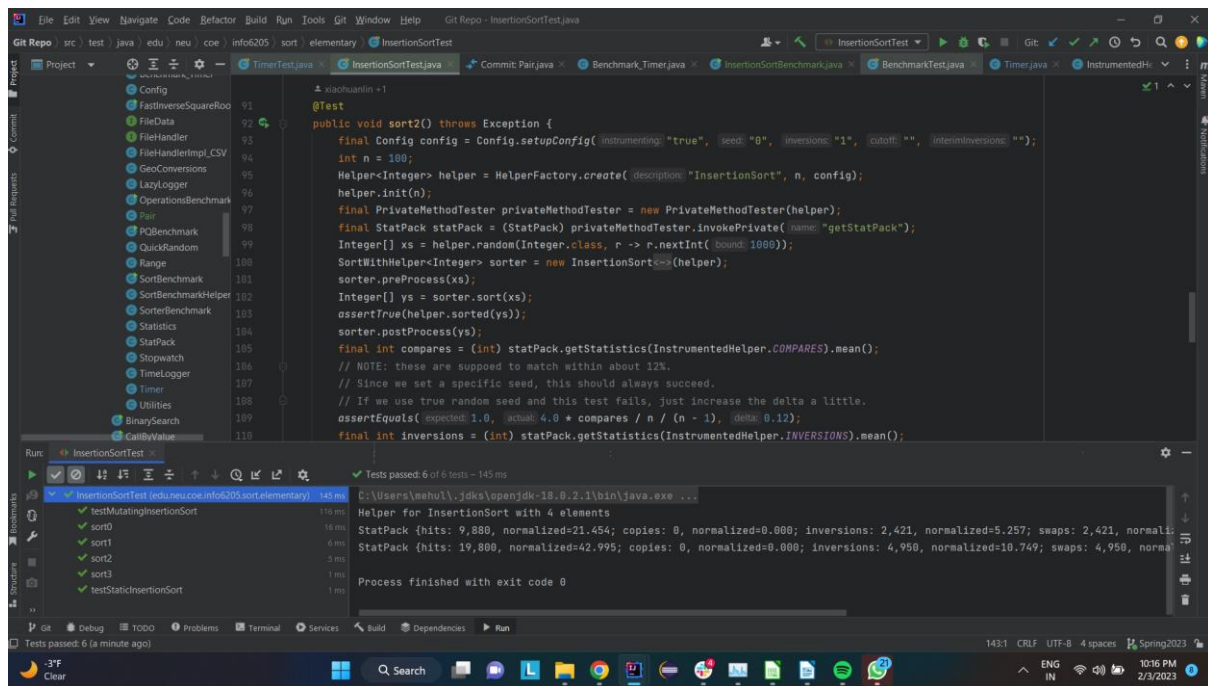 File Edit View Navigate Code Refactor Build Run Tools Git Window Help Git Repo - InsertionSortTest.java
Git Repo src test java edu neu coe info6205 sort elementary InsertionSortTest
InsertionSortTest Git:
Project
TimerTest.java InsertionSortTest.java Commit: Pair.java Benchmark_Timer.java InsertionSortBenchmark.java BenchmarkTest.java Timer.java InstrumentedHe
Benchmark_Timer
Config
FastInverseSquareRoo
FileData
FileHandler
FileHandlerImpl_CSV
GeoConversions
LazyLogger
OperationsBenchmark
Pair
PQBenchmark
QuickRandom
Range
SortBenchmark
SortBenchmarkHelper
SorterBenchmark
Statistics
StatPack
Stopwatch
TimeLogger
Timer
Utilities
BinarySearch
CallByValue
xiaohuanlin +1
91 @Test
92 public void sort2() throws Exception {
93 final Config config = Config.setupConfig( instrumenting: "true", seed: "0", inversions: "1", cutoff: "", interimInversions: "");
94 int n = 100;
95 Helper<Integer> helper = HelperFactory.create( description: "InsertionSort", n, config);
96 helper.init(n);
97 final PrivateMethodTester privateMethodTester = new PrivateMethodTester(helper);
98 final StatPack statPack = (StatPack) privateMethodTester.invokePrivate( name: "getStatPack");
99 Integer[] xs = helper.random(Integer.class, r -> r.nextInt( bound: 1000));
100 SortWithHelper<Integer> sorter = new InsertionSort<~>(helper);
101 sorter.preProcess(xs);
102 Integer[] ys = sorter.sort(xs);
103 assertTrue(helper.sorted(ys));
104 sorter.postProcess(ys);
105 final int compares = (int) statPack.getStatistics(InstrumentedHelper.COMPARES).mean();
106 // NOTE: these are suppoed to match within about 12%.
107 // Since we set a specific seed, this should always succeed.
108 // If we use true random seed and this test fails, just increase the delta a little.
109 assertEquals( expected: 1.0, actual: 4.0 * compares / n / (n - 1), delta: 0.12);
110 final int inversions = (int) statPack.getStatistics(InstrumentedHelper.INVERSIONS).mean();
1
Project
Commit
Pull Requests
Bookmarks
Structure
Maven
Notifications
Run: InsertionSortTest
Tests passed: 6 of 6 tests – 145 ms
InsertionSortTest (edu.neu.coe.info6205.sort.elementary) 145 ms
testMutatingInsertionSort 116 ms
sort0 16 ms
sort1 6 ms
sort2 5 ms
sort3 1 ms
testStaticInsertionSort 1 ms
C:\Users\mehul\.jdks\openjdk-18.0.2.1\bin\java.exe ...
Helper for InsertionSort with 4 elements
StatPack {hits: 9,880, normalized=21.454; copies: 0, normalized=0.000; inversions: 2,421, normalized=5.257; swaps: 2,421, normali
StatPack {hits: 19,800, normalized=42.995; copies: 0, normalized=0.000; inversions: 4,950, normalized=10.749; swaps: 4,950, norma
Process finished with exit code 0
Git Debug TODO Problems Terminal Services Build Dependencies Run
Tests passed: 6 (a minute ago) 143:1 CRLF UTF-8 4 spaces Spring2023
-3°F
Clear
Search
21
ENG
IN
10:16 PM
2/3/2023
8